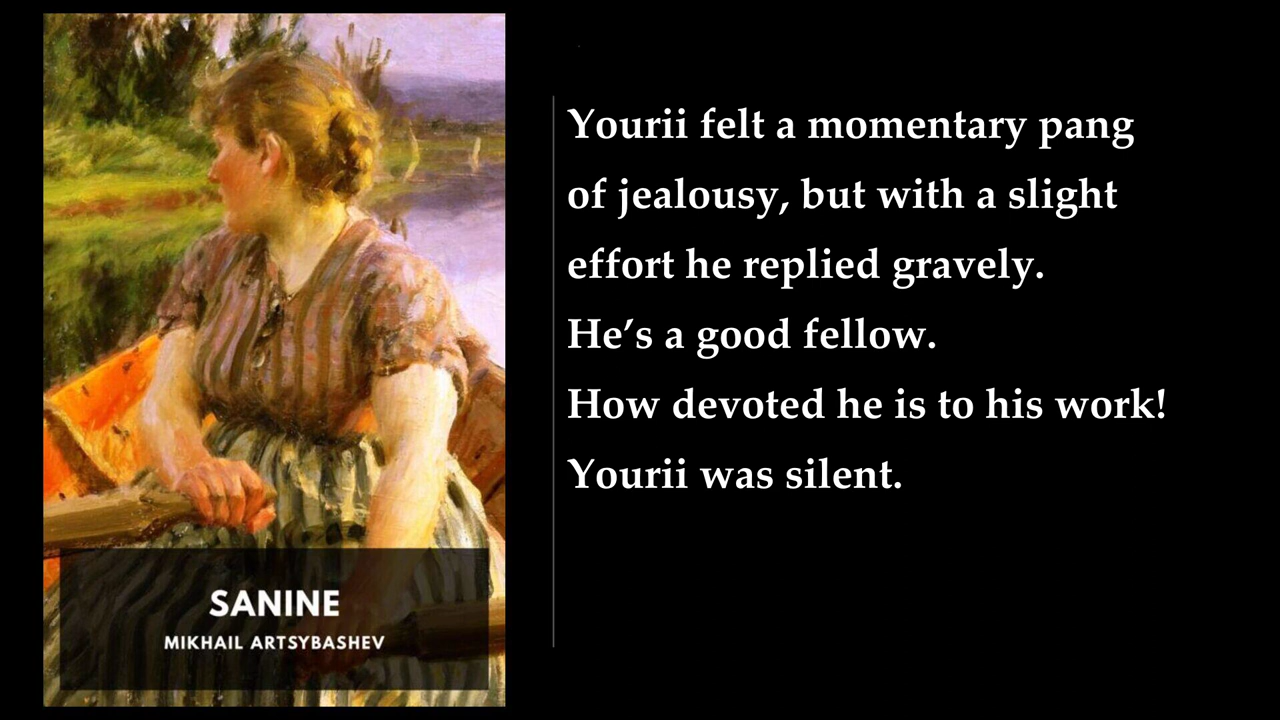 SANINE
MIKHAIL ARTSYBASHEV
Yourii felt a momentary pang
of jealousy, but with a slight
effort he replied gravely.
He’s a good fellow.
How devoted he is to his work!
Yourii was silent.